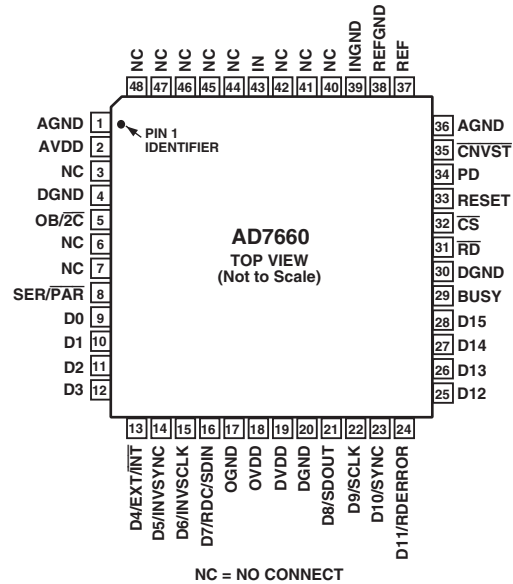 NC NC NC NC NC IN NC NC NC INGND REFGND REF
48 47 46 45 44 43 42 41 40 39 38 37
AGND 1
AVDD 2
NC 3
DGND 4
OB/2C 5
NC 6
NC 7
SER/PAR 8
D0 9
D1 10
D2 11
D3 12
PIN 1
IDENTIFIER
AD7660
TOP VIEW
(Not to Scale)
36 AGND
35 CNVST
34 PD
33 RESET
32 CS
31 RD
30 DGND
29 BUSY
28 D15
27 D14
26 D13
25 D12
13 14 15 16 17 18 19 20 21 22 23 24
D4/EXT/INT
D5/INVSYNC
D6/INVSCLK
D7/RDC/SDIN
OGND
OVDD
DVDD
DGND
D8/SDOUT
D9/SCLK
D10/SYNC
D11/RDERROR
NC = NO CONNECT